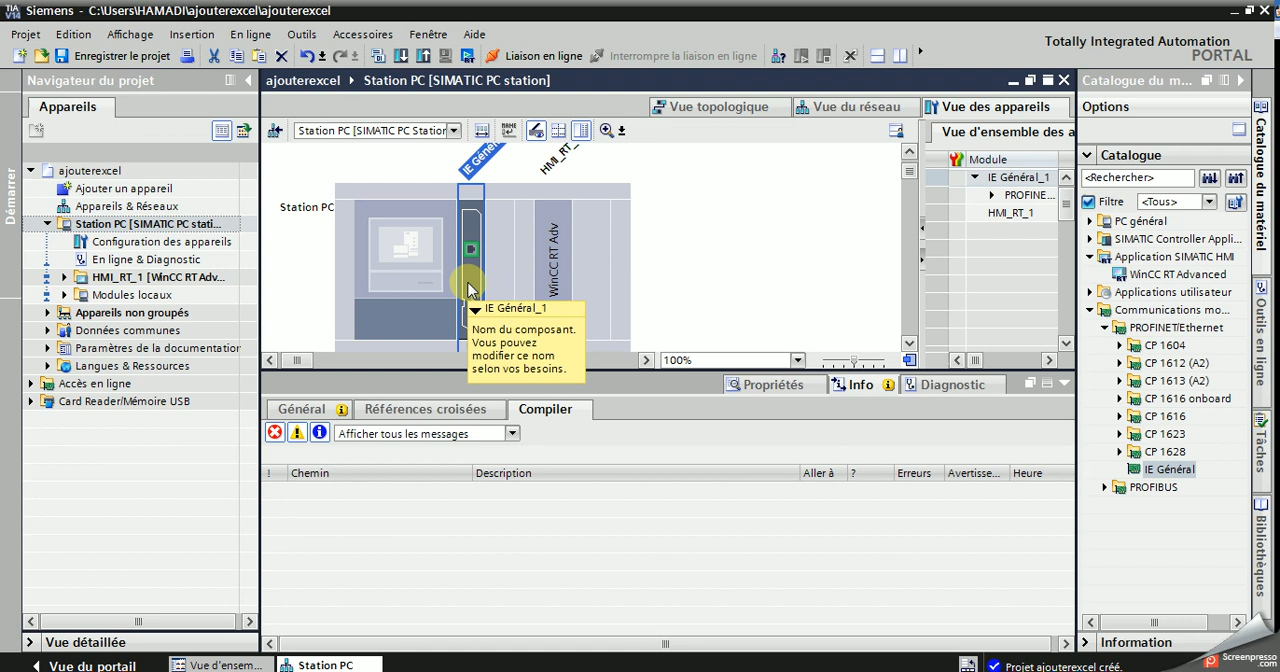 TIA V14 Siemens - C:\Users\HAMADI\ajouterexcel\ajouterexcel
Projet Edition Affichage Insertion En ligne Outils Accessoires Fenêtre Aide
Enregistrer le projet Liaison en ligne Interrompre la liaison en ligne
Totally Integrated Automation
PORTAL
Démarrer
Navigateur du projet
Appareils
ajouterexcel
Ajouter un appareil
Appareils & Réseaux
Station PC [SIMATIC PC stati...
Configuration des appareils
En ligne & Diagnostic
HMI_RT_1 [WinCC RT Adv...
Modules locaux
Appareils non groupés
Données communes
Paramètres de la documentation
Langues & Ressources
Accès en ligne
Card Reader/Mémoire USB
Vue détaillée
ajouterexcel Station PC [SIMATIC PC station]
Vue topologique Vue du réseau Vue des appareils
Station PC [SIMATIC PC Station
IE Géné
HMI_RT_
Station PC
WinCC RT Adv
IE Général_1
Nom du composant.
Vous pouvez
modifier ce nom
selon vos besoins.
100%
Vue d'ensemble des a
Module
IE Général_1
PROFINE...
HMI_RT_1
Propriétés Info Diagnostic
Général Références croisées Compiler
Afficher tous les messages
! Chemin Description Aller à ? Erreurs Avertisse... Heure
Catalogue du m...
Options
Catalogue
<Rechercher>
Filtre <Tous>
PC général
SIMATIC Controller Appli...
Application SIMATIC HMI
WinCC RT Advanced
Applications utilisateur
Communications mo...
PROFINET/Ethernet
CP 1604
CP 1612 (A2)
CP 1613 (A2)
CP 1616 onboard
CP 1616
CP 1623
CP 1628
IE Général
PROFIBUS
Information
Catalogue du matériel
Outils en ligne
Tâches
Bibliothèques
Vue du portail Vue d'ensem... Station PC Projet ajouterexcel créé.
Screenpresso
.com